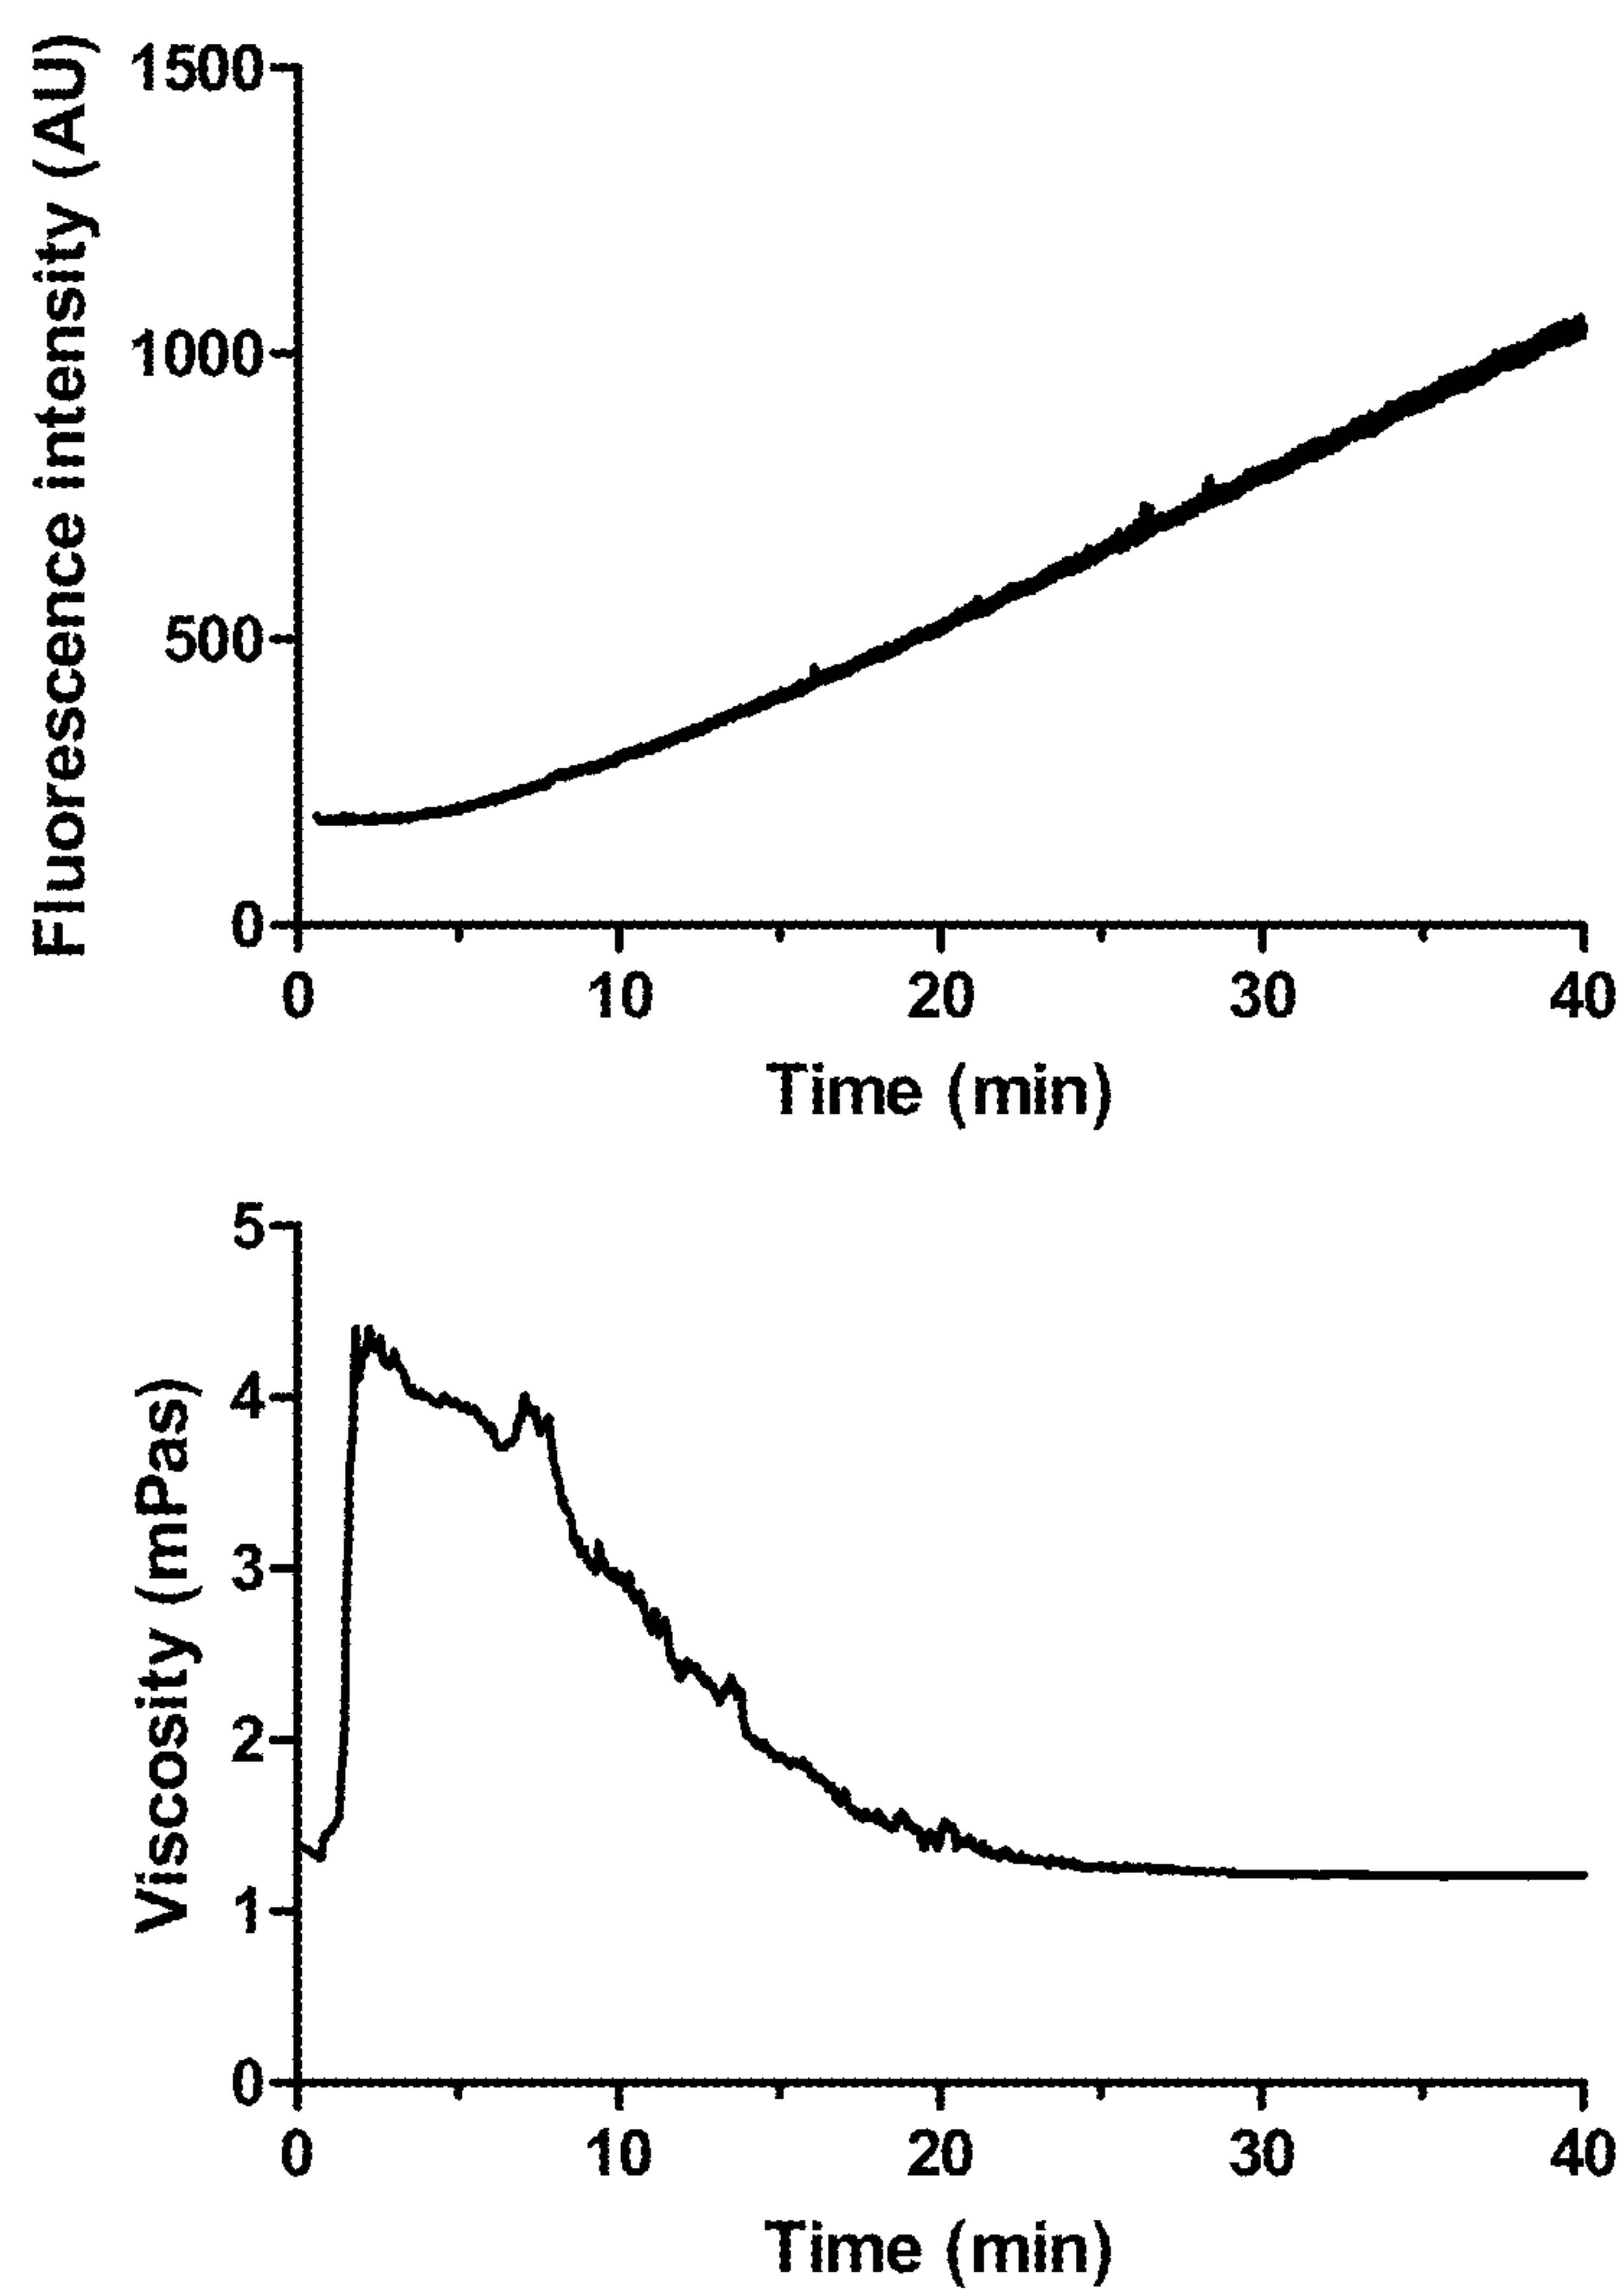 Fluorescence intensity (AU)
1500
1000
500
0
0 10 20 30 40
Time (min)
Viscosity (mPas)
5
4
3
2
1
0
0 10 20 30 40
Time (min)